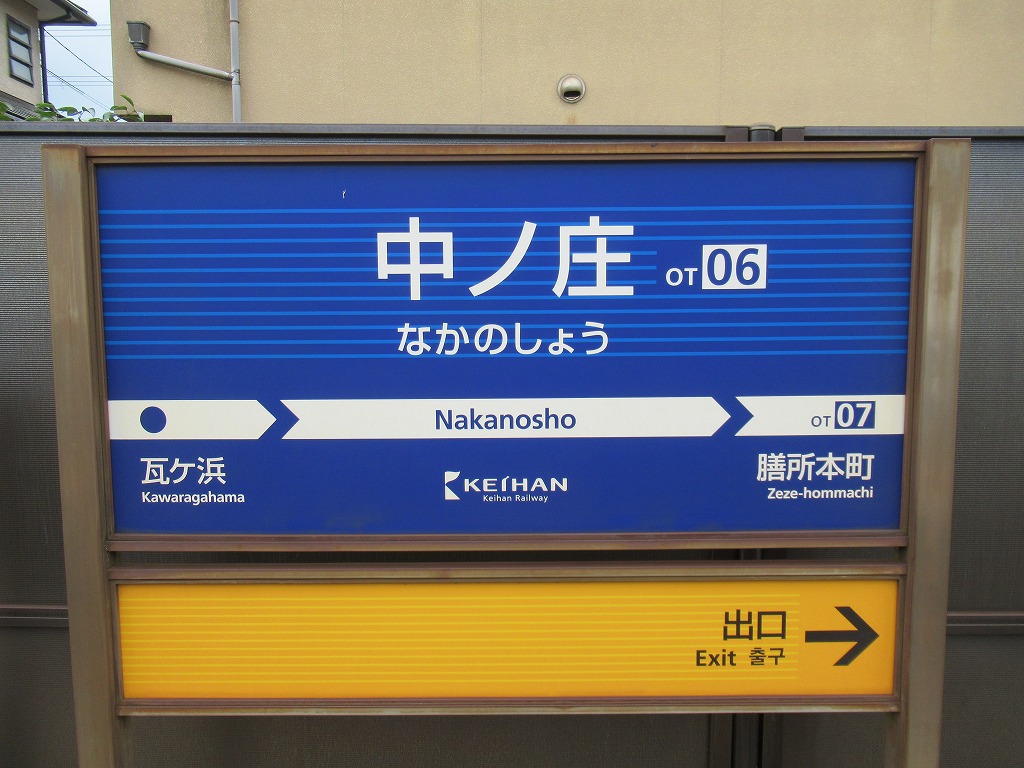 中ノ庄 OT 06
なかのしょう
Nakanosho
OT 07
瓦ケ浜
Kawaragahama
KEIHAN
Keihan Railway
膳所本町
Zeze-hommachi
出口
Exit 출구